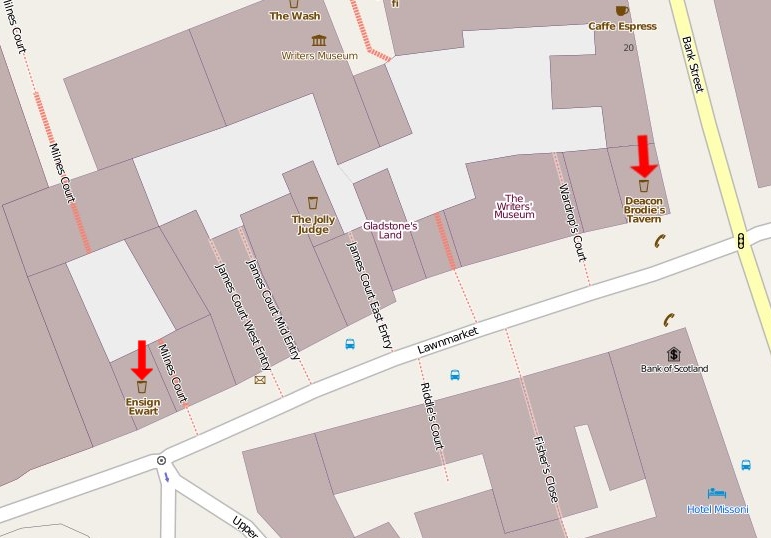 Milnes Court
The Wash
fi
Writers Museum
Caffe Espress
20
Bank Street
Milnes Court
The Jolly
Judge
Gladstone's
Land
The
Writers'
Museum
Wardrop's Court
Deacon
Brodie's
Tavern
James Court West Entry
James Court Mid Entry
James Court East Entry
Lawnmarket
Milnes Court
Ensign
Ewart
Riddle's Court
Fisher's Close
$
Bank of Scotland
Hotel Missoni
Upper